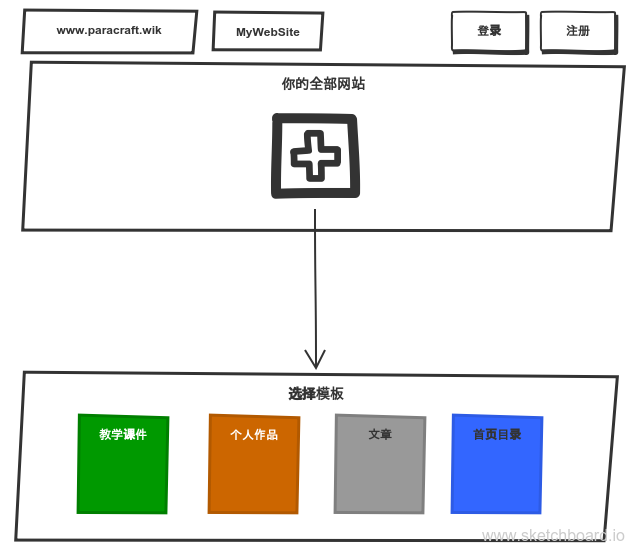 www.paracraft.wik
MyWebSite
登录
注册
你的全部网站
选择模板
教学课件
个人作品
文章
首页目录
www.sketchboard.io